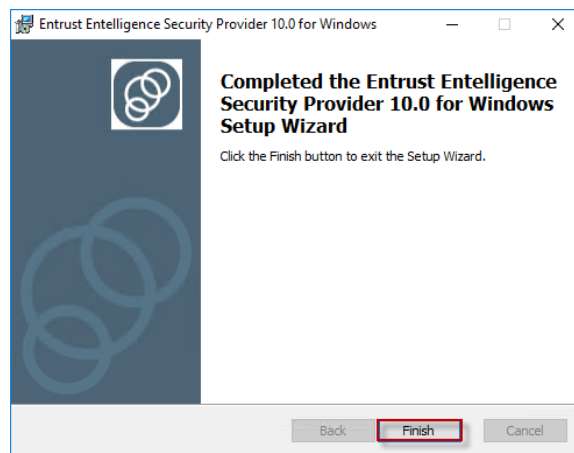 Entrust Entelligence Security Provider 10.0 for Windows
Completed the Entrust Entelligence
Security Provider 10.0 for Windows
Setup Wizard
Click the Finish button to exit the Setup Wizard.
Back Finish Cancel